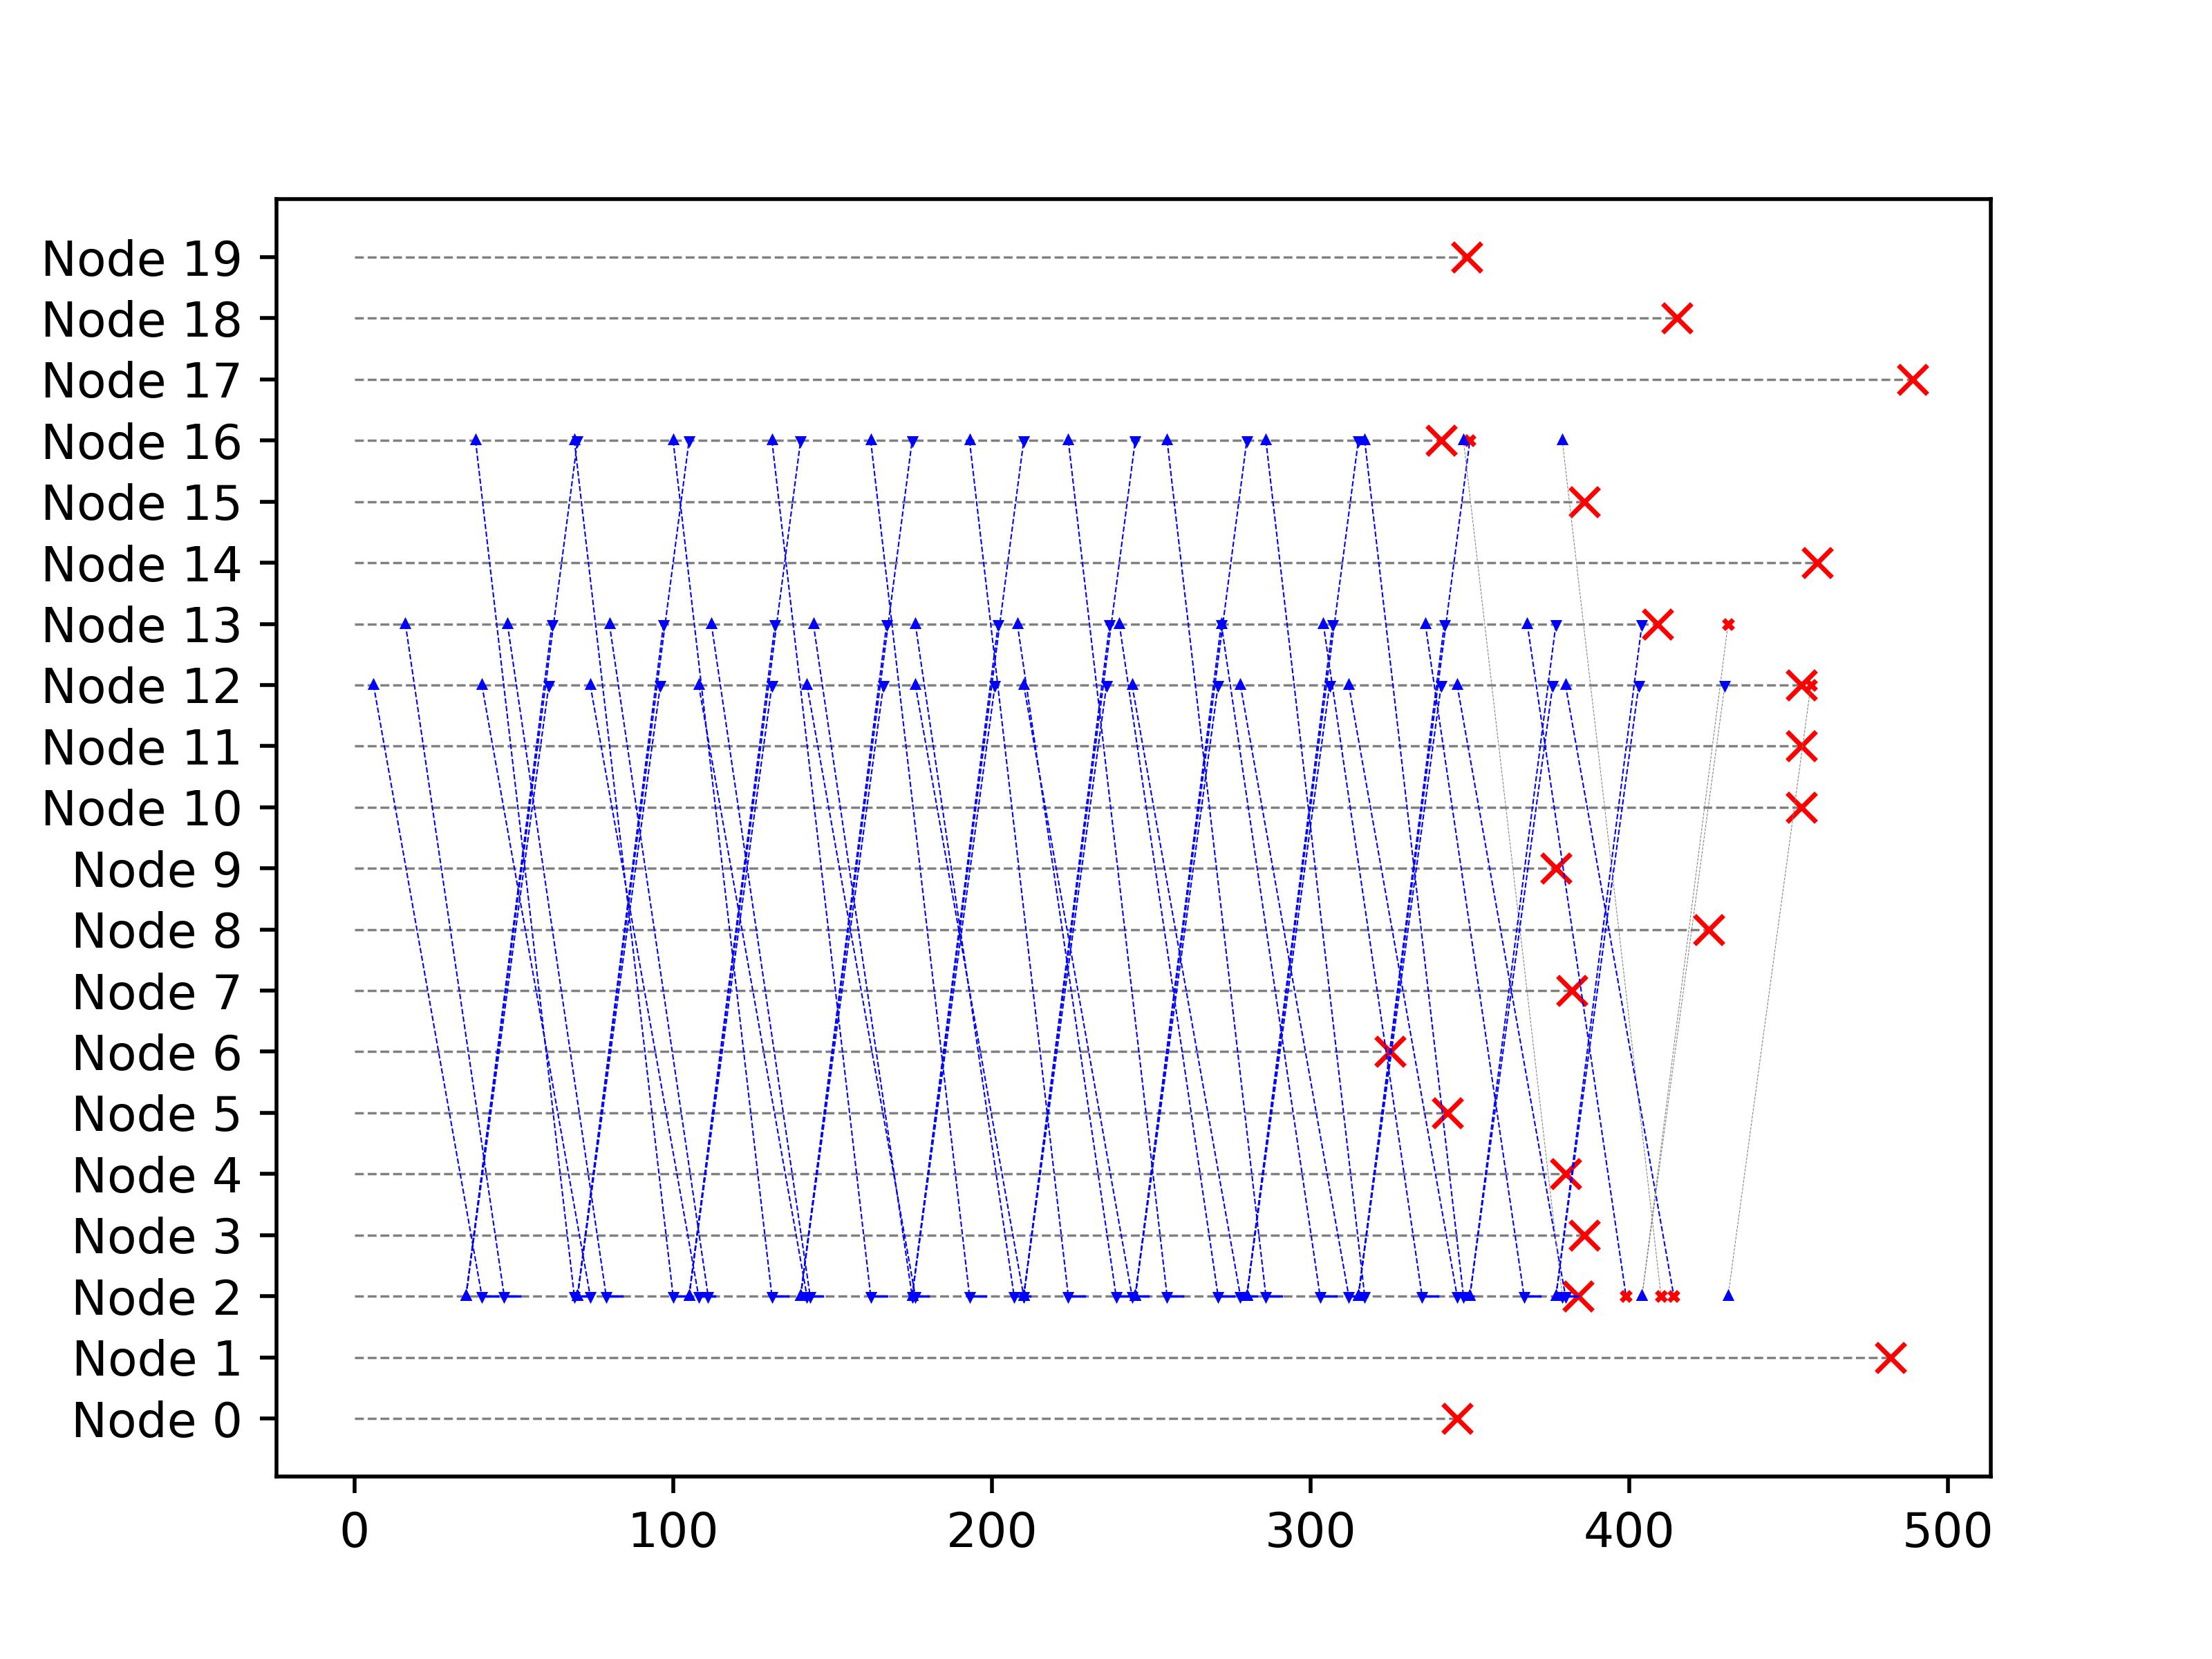 Node 19
Node 18
Node 17
Node 16
Node 15
Node 14
Node 13
Node 12
Node 11
Node 10
Node 9
Node 8
Node 7
Node 6
Node 5
Node 4
Node 3
Node 2
Node 1
Node 0
0 100 200 300 400 500